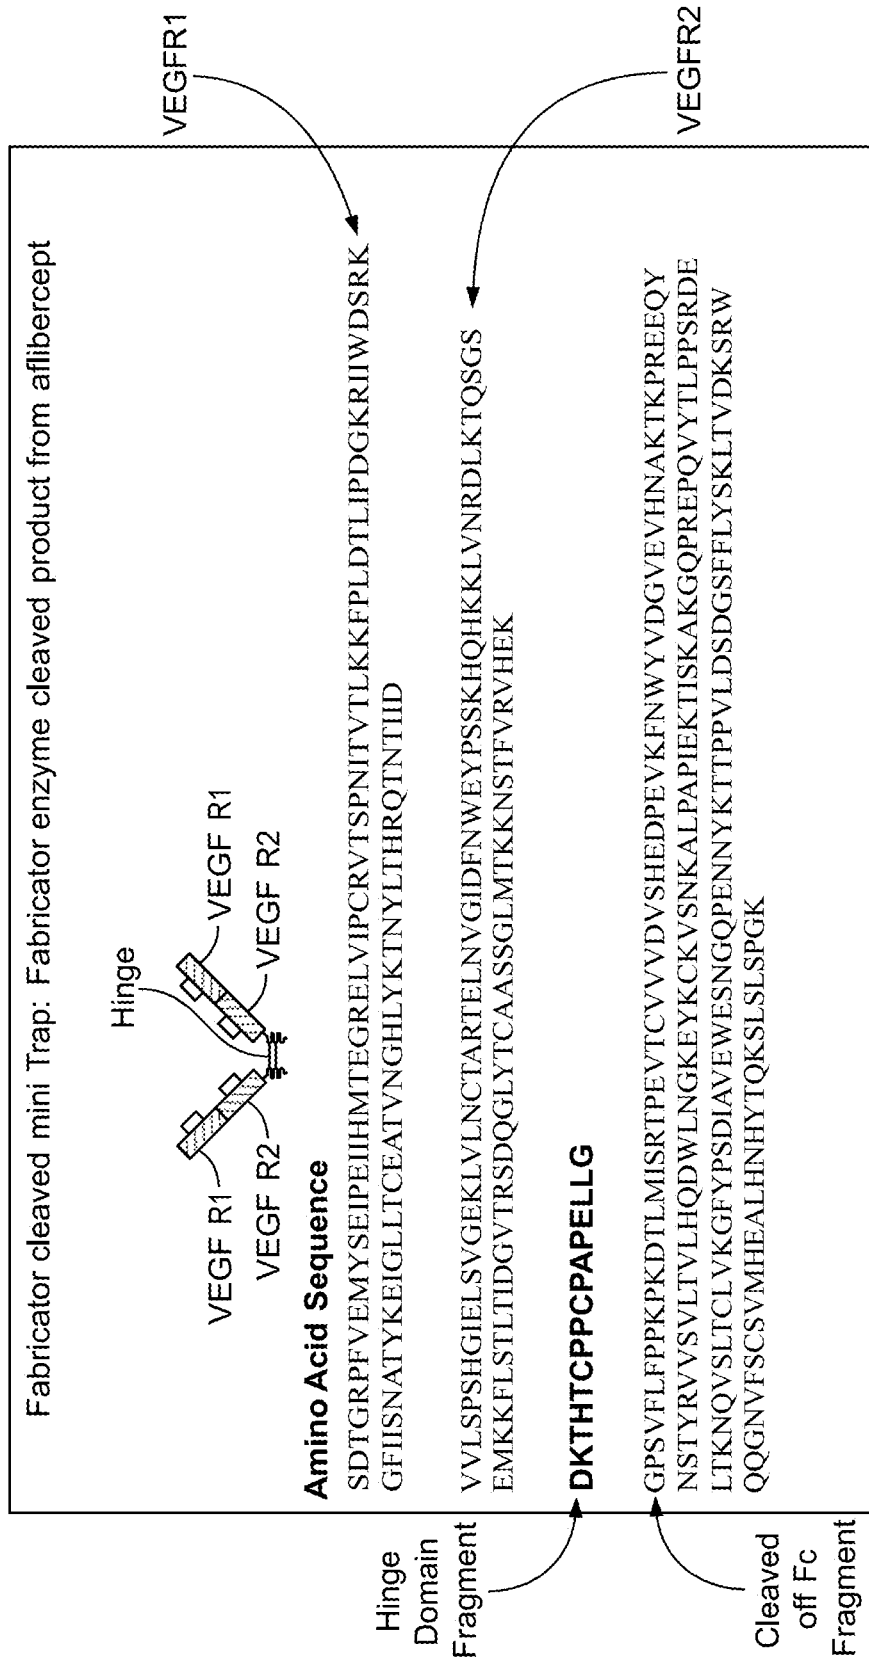 Fabricator cleaved mini Trap: Fabricator enzyme cleaved product from aflibercept
Hinge
VEGF R1
VEGF R1
VEGF R2
VEGF R2
Amino Acid Sequence
SDTGRPFVEMYSEIPEIIHMTEGRELVIPCRVTSPNITVTLKKFPLDTLIPDGKRIIWDSRK
GFIISNATYKEIGLLTCEATVNGHLYKTNYLTHRQTNTIID
VEGFR1
VVLSPSHGIELSVGEKLVLNCTARTELNVGIDFNWEYPSSKHQHKKLVNRDLKTQSGS
EMKKFLSTLTIDGVTRSDQGLYTCAASSGLMTKKNSTFVRVHEK
VEGFR2
Hinge
Domain
Fragment
DKTHTCPPCPAPELLG
Cleaved
off Fc
Fragment
GPSVFLFPPKPKDTLMISRTPEVTCVVVDVSHEDPEVKFNWYVDGVEVHNAKTKPREEQY
NSTYRVVSVLTVLHQDWLNGKEYKCKVSNKALPAPIEKTISKAKGQPREPQVYTLPPSRDE
LTKNQVSLTCLVKGFYPSDIAVEWESNGQPENNYKTTPPVLDSDGSFFLYSKLTVDKSRW
QQGNVFSCSVMHEALHNHYTQKSLSLSPGK